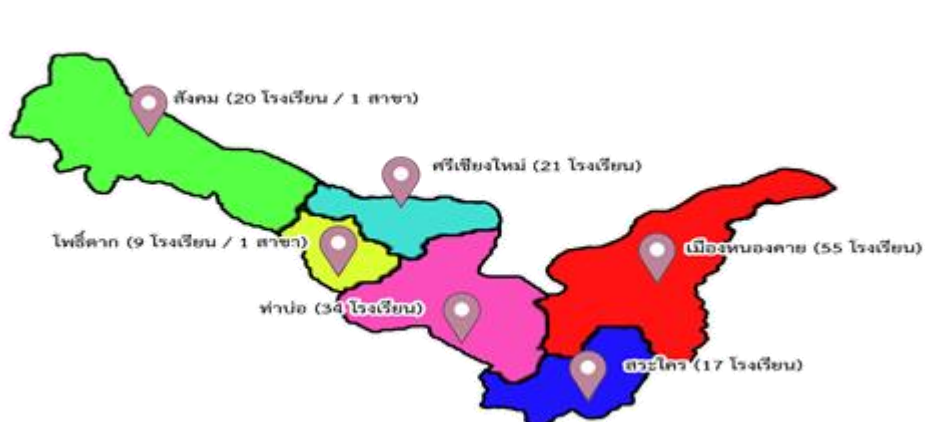 สังคม (20 โรงเรียน / 1 สาขา)
ศรีเชียงใหม่ (21 โรงเรียน)
โพธิ์ตาก (9 โรงเรียน / 1 สาขา)
เมืองหนองคาย (55 โรงเรียน)
ท่าบ่อ (34 โรงเรียน)
สระใคร (17 โรงเรียน)